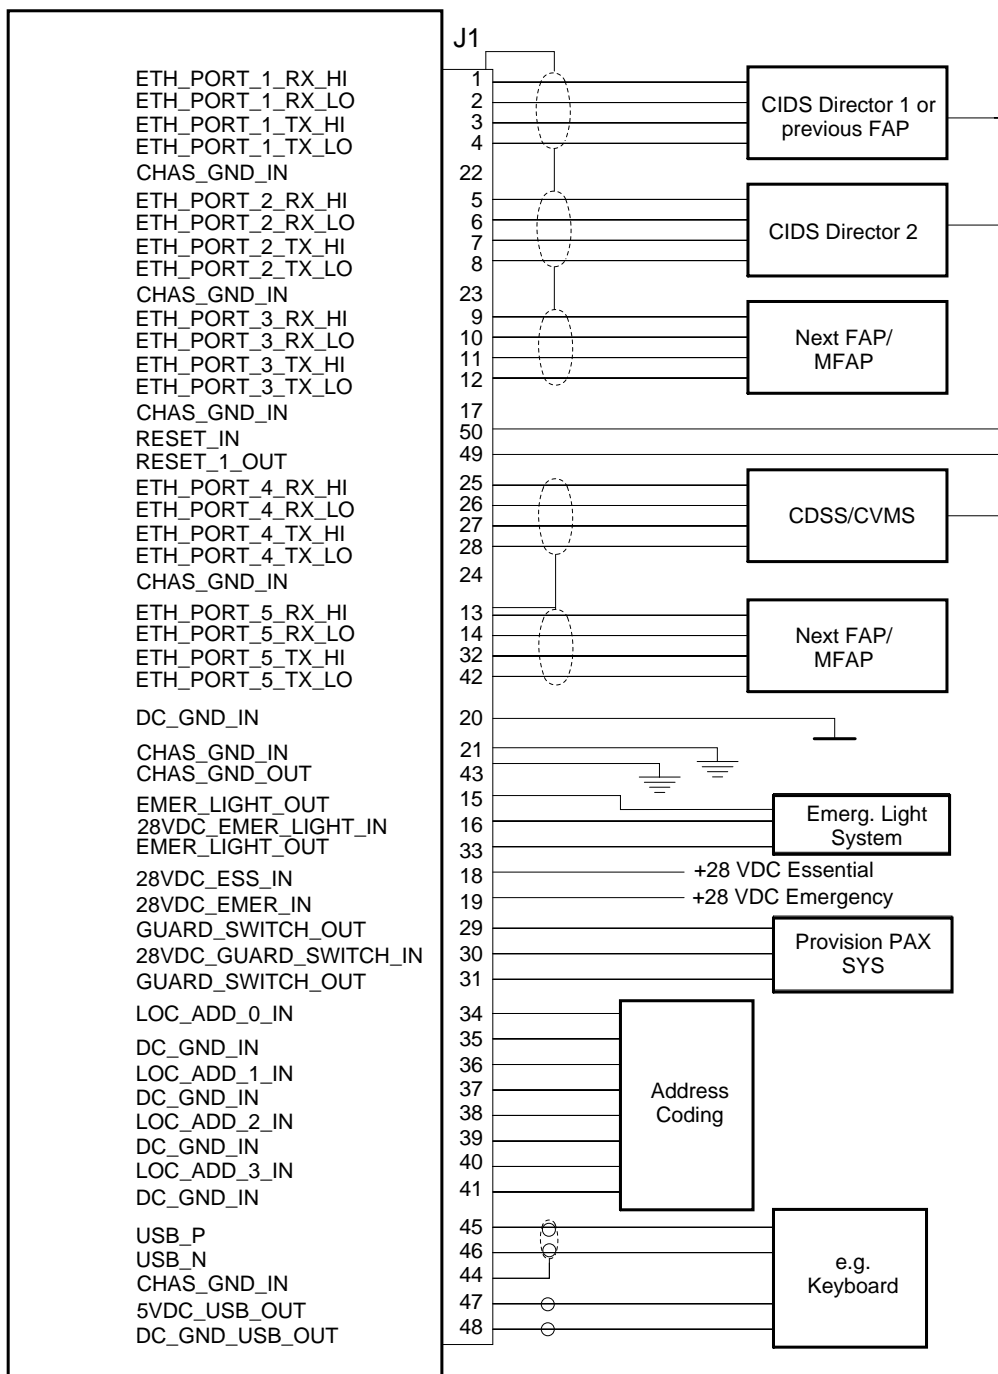 J1
ETH_PORT_1_RX_HI 1
ETH_PORT_1_RX_LO 2
ETH_PORT_1_TX_HI 3
ETH_PORT_1_TX_LO 4
CIDS Director 1 or
previous FAP
CHAS_GND_IN 22
ETH_PORT_2_RX_HI 5
ETH_PORT_2_RX_LO 6
ETH_PORT_2_TX_HI 7
ETH_PORT_2_TX_LO 8
CIDS Director 2
CHAS_GND_IN 23
ETH_PORT_3_RX_HI 9
ETH_PORT_3_RX_LO 10
ETH_PORT_3_TX_HI 11
ETH_PORT_3_TX_LO 12
Next FAP/
MFAP
CHAS_GND_IN 17
RESET_IN 50
RESET_1_OUT 49
ETH_PORT_4_RX_HI 25
ETH_PORT_4_RX_LO 26
ETH_PORT_4_TX_HI 27
ETH_PORT_4_TX_LO 28
CDSS/CVMS
CHAS_GND_IN 24
ETH_PORT_5_RX_HI 13
ETH_PORT_5_RX_LO 14
ETH_PORT_5_TX_HI 32
ETH_PORT_5_TX_LO 42
Next FAP/
MFAP
DC_GND_IN 20
CHAS_GND_IN 21
CHAS_GND_OUT 43
EMER_LIGHT_OUT 15
28VDC_EMER_LIGHT_IN 16
EMER_LIGHT_OUT 33
Emerg. Light
System
28VDC_ESS_IN 18 +28 VDC Essential
28VDC_EMER_IN 19 +28 VDC Emergency
GUARD_SWITCH_OUT 29
28VDC_GUARD_SWITCH_IN 30
GUARD_SWITCH_OUT 31
Provision PAX
SYS
LOC_ADD_0_IN 34
DC_GND_IN 35
LOC_ADD_1_IN 36
DC_GND_IN 37
LOC_ADD_2_IN 38
DC_GND_IN 39
LOC_ADD_3_IN 40
DC_GND_IN 41
Address
Coding
USB_P 45
USB_N 46
CHAS_GND_IN 44
5VDC_USB_OUT 47
DC_GND_USB_OUT 48
e.g.
Keyboard